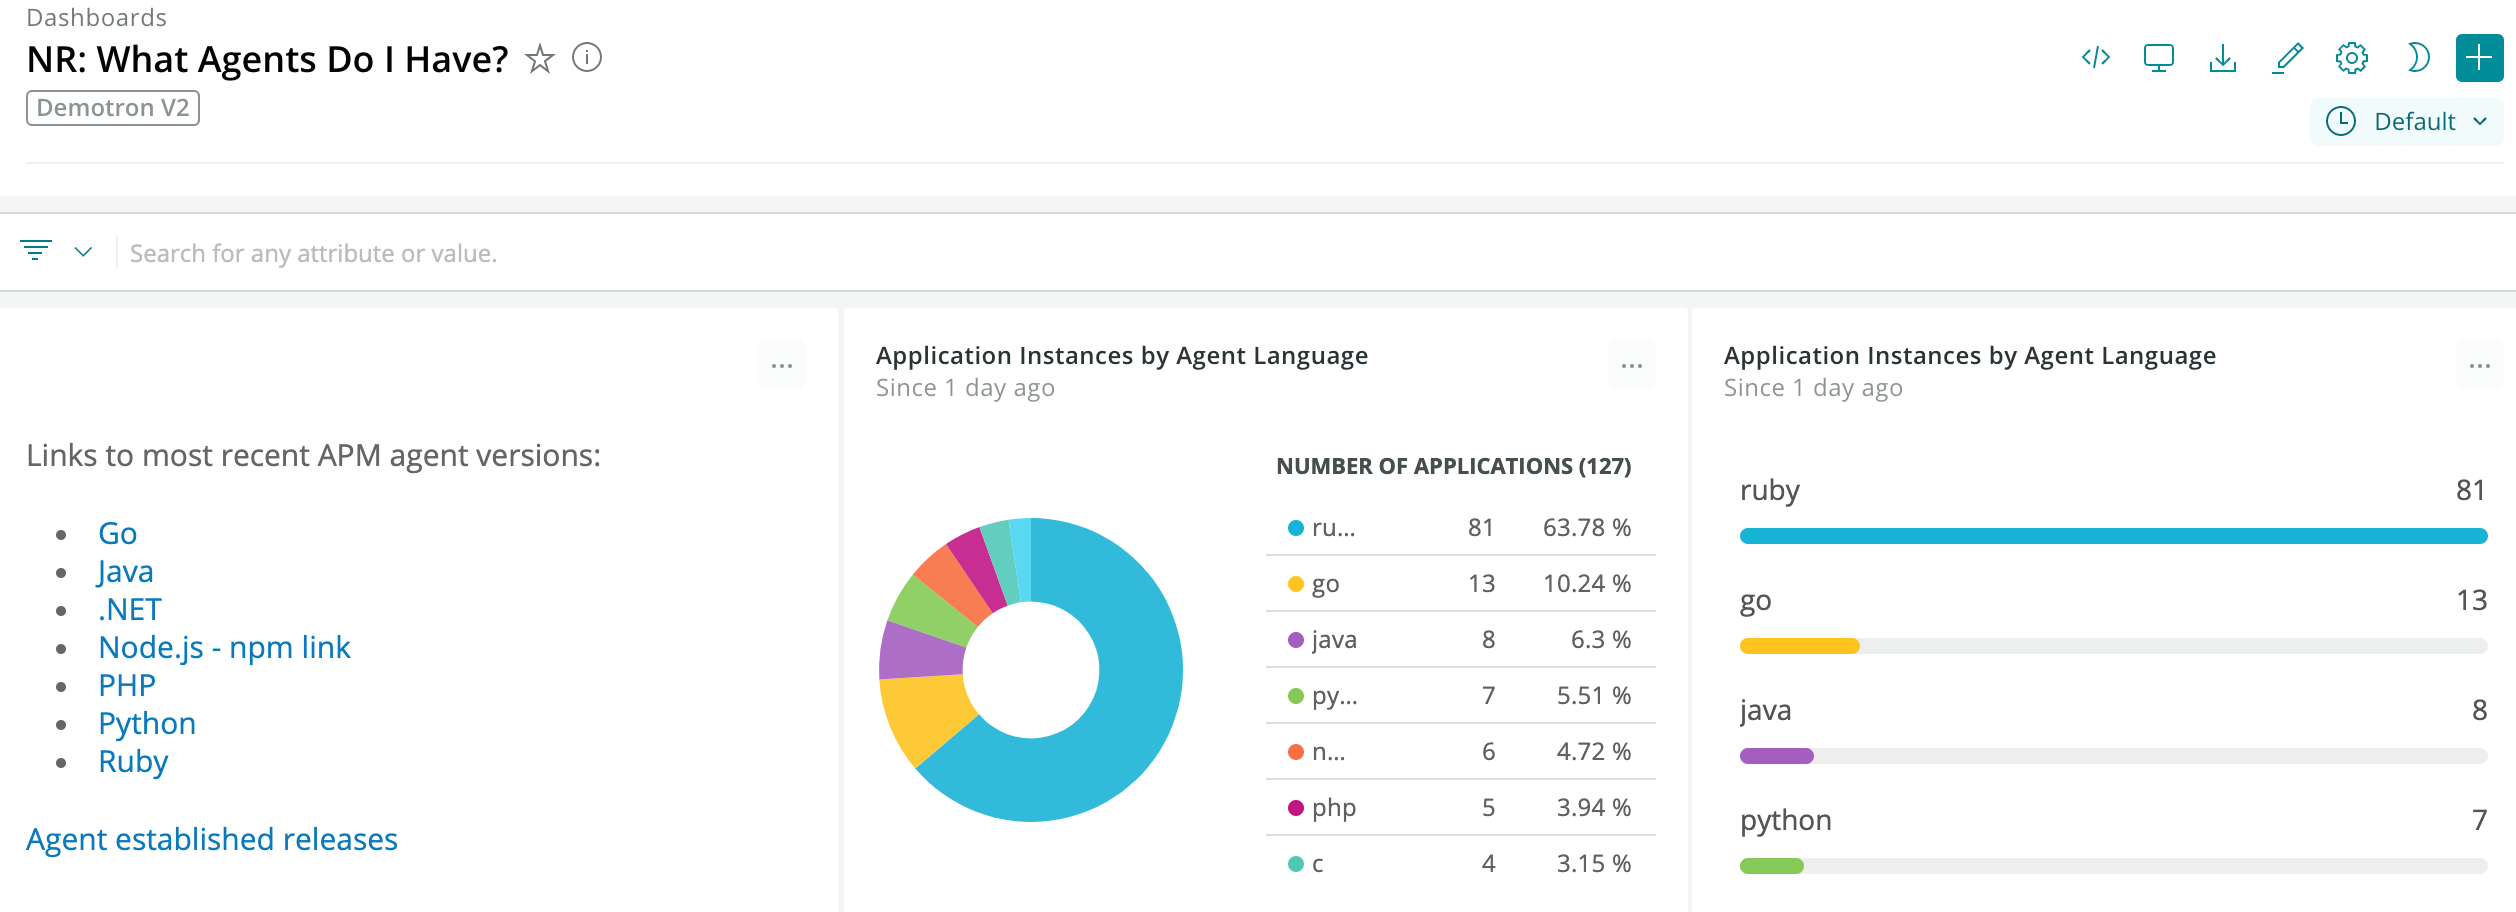 Dashboards
NR: What Agents Do I Have?
Demotron V2
Default
Search for any attribute or value.
Links to most recent APM agent versions:
Go
Java
.NET
Node.js - npm link
PHP
Python
Ruby
Agent established releases
Application Instances by Agent Language
Since 1 day ago
NUMBER OF APPLICATIONS (127)
ru... 81 63.78 %
go 13 10.24 %
java 8 6.3 %
py... 7 5.51 %
n... 6 4.72 %
php 5 3.94 %
c 4 3.15 %
Application Instances by Agent Language
Since 1 day ago
ruby 81
go 13
java 8
python 7